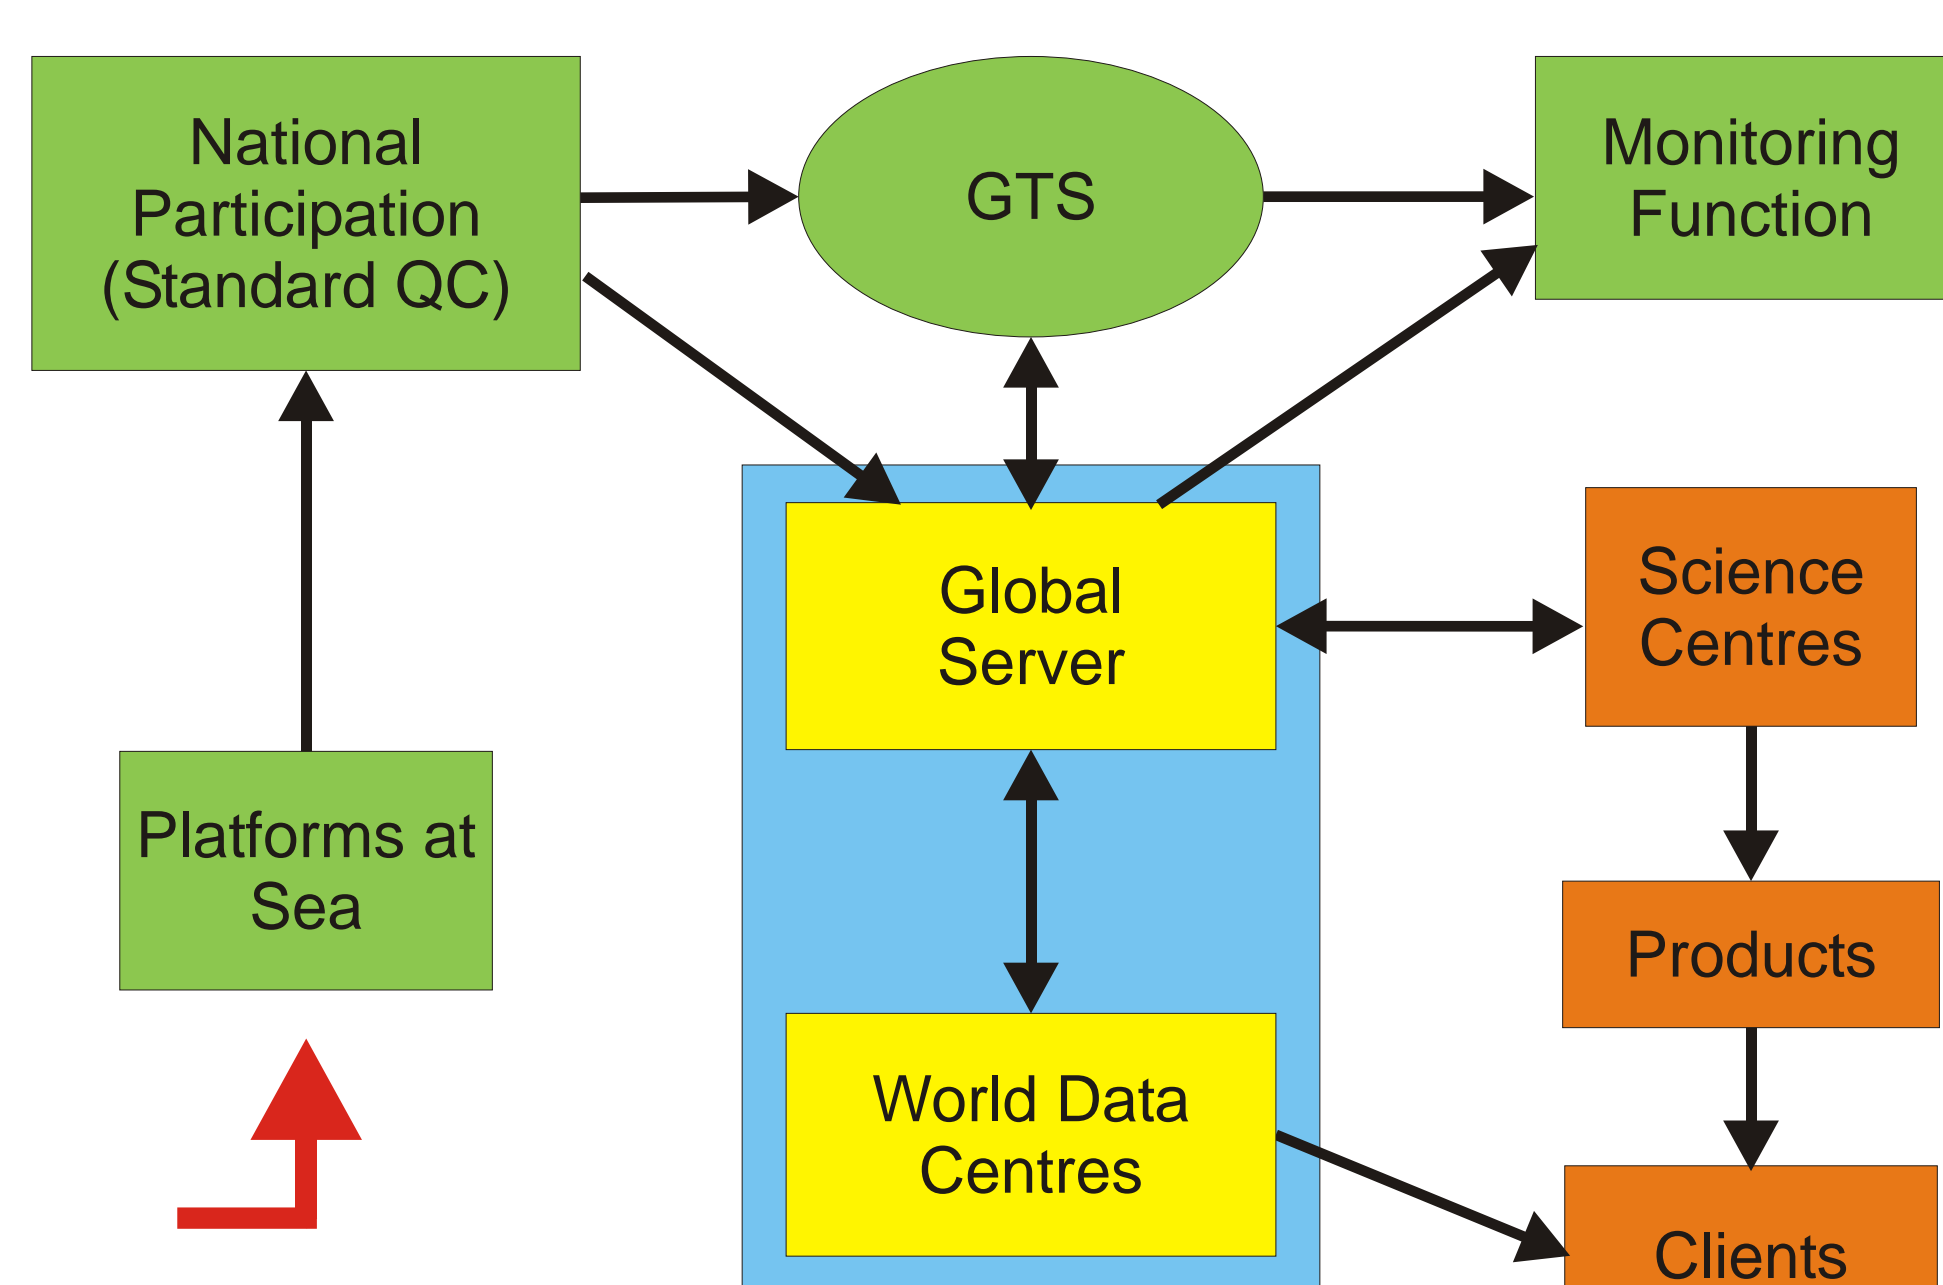 National
Participation
(Standard QC)
GTS
Monitoring
Function
Global
Server
Science
Centres
Platforms at
Sea
Products
World Data
Centres
Clients